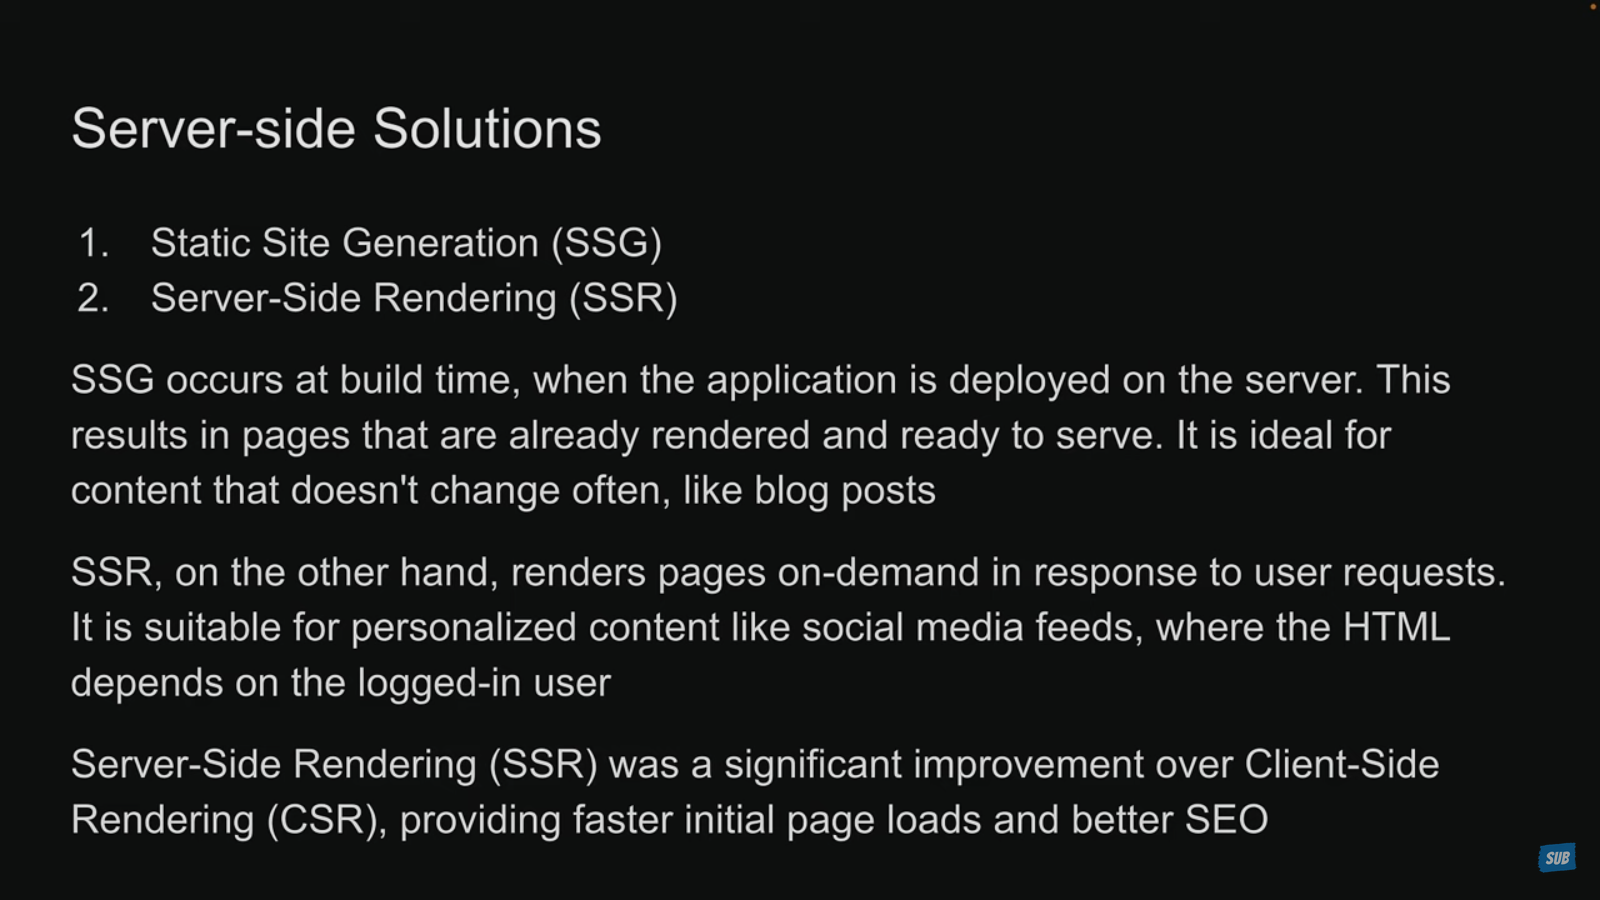 Server-side Solutions
1. Static Site Generation (SSG)
2. Server-Side Rendering (SSR)
SSG occurs at build time, when the application is deployed on the server. This
results in pages that are already rendered and ready to serve. It is ideal for
content that doesn't change often, like blog posts
SSR, on the other hand, renders pages on-demand in response to user requests.
It is suitable for personalized content like social media feeds, where the HTML
depends on the logged-in user
Server-Side Rendering (SSR) was a significant improvement over Client-Side
Rendering (CSR), providing faster initial page loads and better SEO
SUB